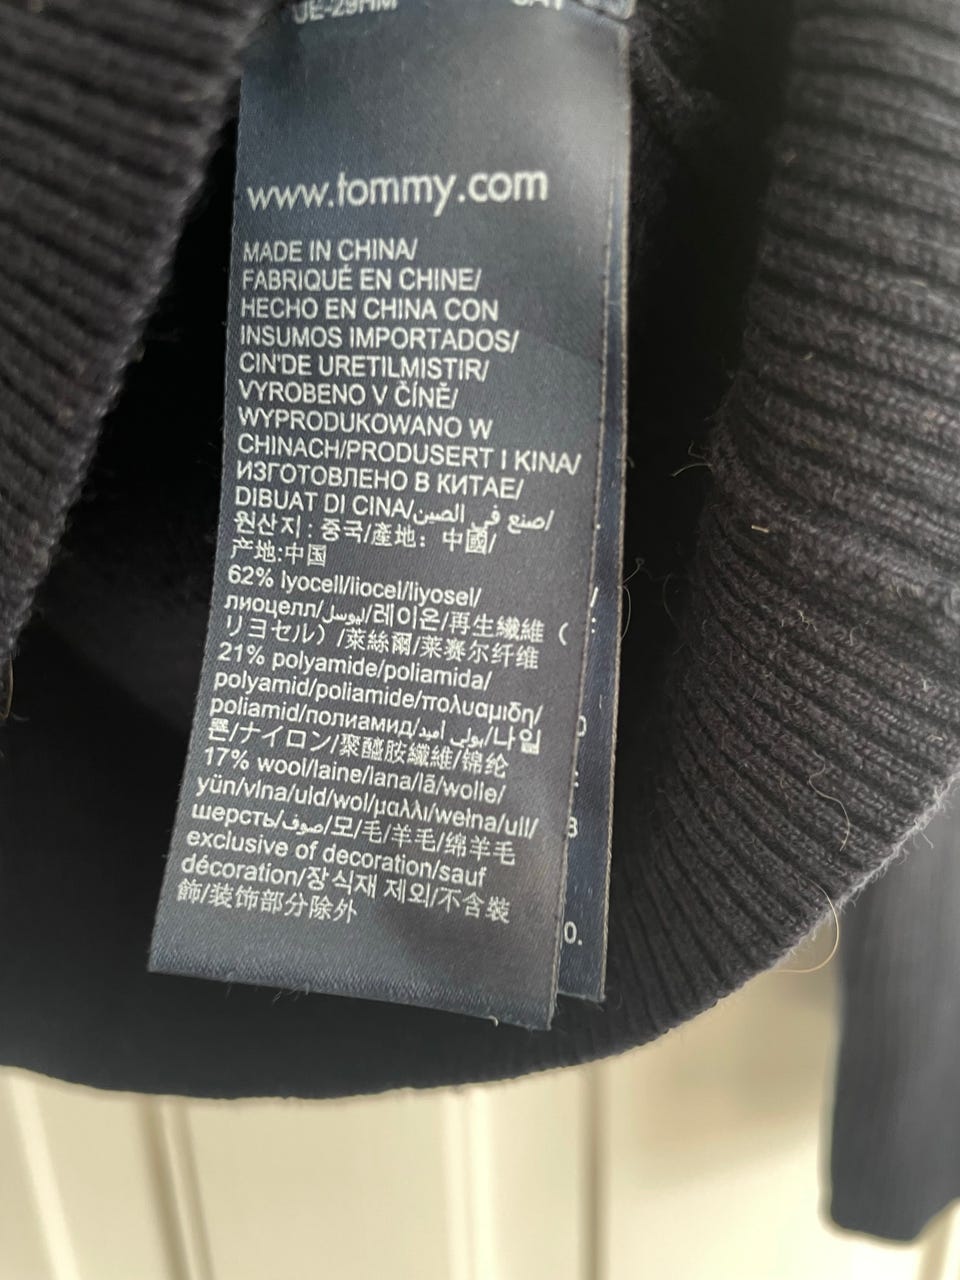 UE-29HM
www.tommy.com
MADE IN CHINA/
FABRIQUÉ EN CHINE/
HECHO EN CHINA CON
INSUMOS IMPORTADOS/
CIN'DE URETILMISTIR/
VYROBENO V ČÍNĚ/
WYPRODUKOWANO W
CHINACH/PRODUSERT I KINA/
ИЗГОТОВЛЕНО В КИТАЕ/
DIBUAT DI CINA/صنع في الصين/
원산지: 중국/產地: 中國/
产地:中国
62% lyocell/liocel/liyosel/
лиоцелл/ليوسل/레이온/再生繊維 (
リヨセル) /萊絲爾/莱赛尔纤维
21% polyamide/poliamida/
polyamid/poliamide/πολυαμιδη/
poliamid/полиамид/بولي أميد/나일
론/ナイロン/聚醯胺纖維/锦纶
17% wool/laine/lana/lã/wolle/
yün/vlna/uld/wol/μαλλι/wełna/ull/
шерсть/صوف/모/毛/羊毛/绵羊毛
exclusive of decoration/sauf
décoration/장식재 제외/不含裝
飾/装饰部分除外